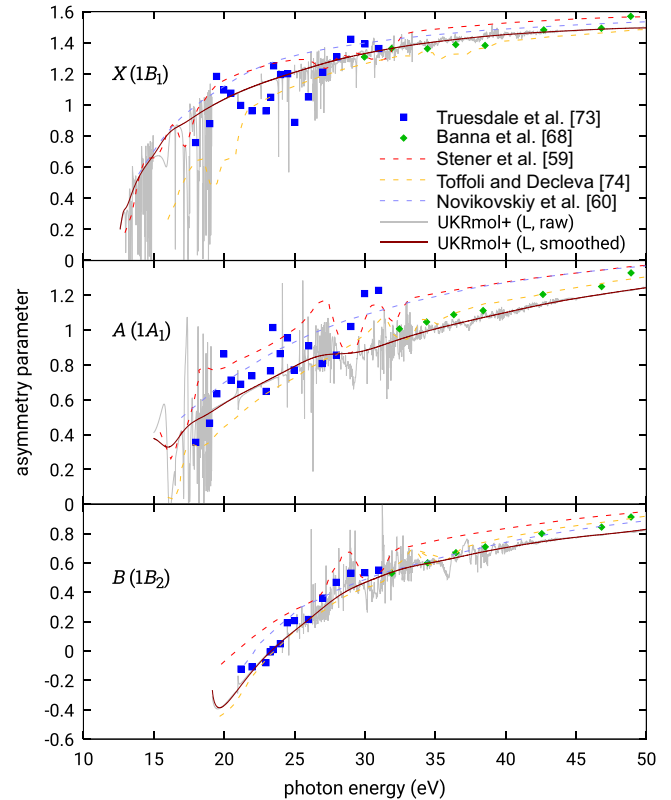 1.6
1.4
1.2
1
0.8
0.6
0.4
0.2
0
X (1B₁)
Truesdale et al. [73]
Banna et al. [68]
Stener et al. [59]
Toffoli and Decleva [74]
Novikovskiy et al. [60]
UKRmol+ (L, raw)
UKRmol+ (L, smoothed)
asymmetry parameter
1.2
1
0.8
0.6
0.4
0.2
0
A (1A₁)
0.8
0.6
0.4
0.2
0
-0.2
-0.4
-0.6
B (1B₂)
10 15 20 25 30 35 40 45 50
photon energy (eV)